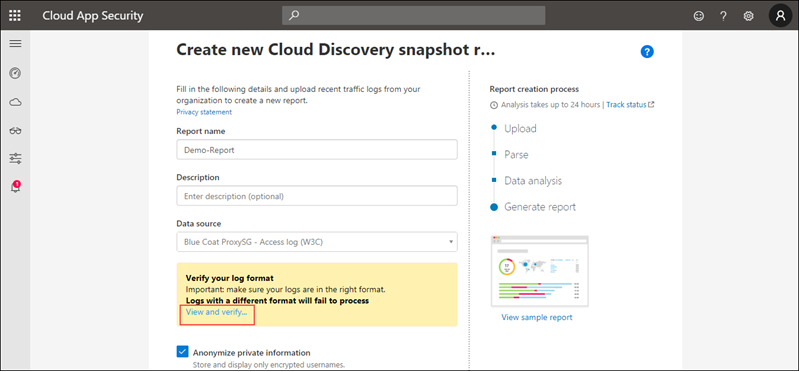 Cloud App Security
1
Create new Cloud Discovery snapshot r...
Fill in the following details and upload recent traffic logs from your
organization to create a new report.
Privacy statement
Report name
Demo-Report
Description
Enter description (optional)
Data source
Blue Coat ProxySG - Access log (W3C)
Verify your log format
Important: make sure your logs are in the right format.
Logs with a different format will fail to process
View and verify...
Anonymize private information
Store and display only encrypted usernames.
?
Report creation process
Analysis takes up to 24 hours | Track status
Upload
Parse
Data analysis
Generate report
View sample report